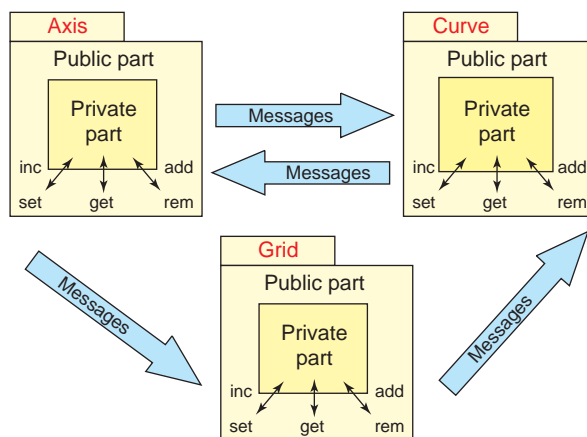 Axis
Public part
Private
part
inc
add
set
get
rem
Messages
Messages
Curve
Public part
Private
part
inc
add
set
get
rem
Messages
Grid
Public part
Private
part
inc
add
set
get
rem
Messages